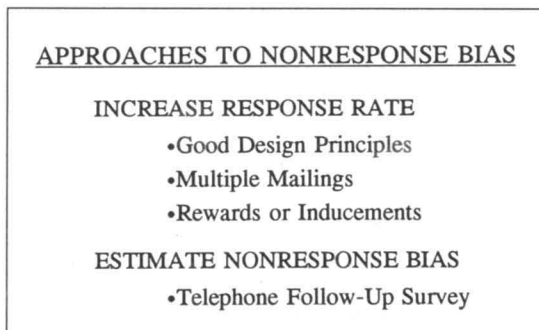 APPROACHES TO NONRESPONSE BIAS
INCREASE RESPONSE RATE
•Good Design Principles
•Multiple Mailings
•Rewards or Inducements
ESTIMATE NONRESPONSE BIAS
•Telephone Follow-Up Survey